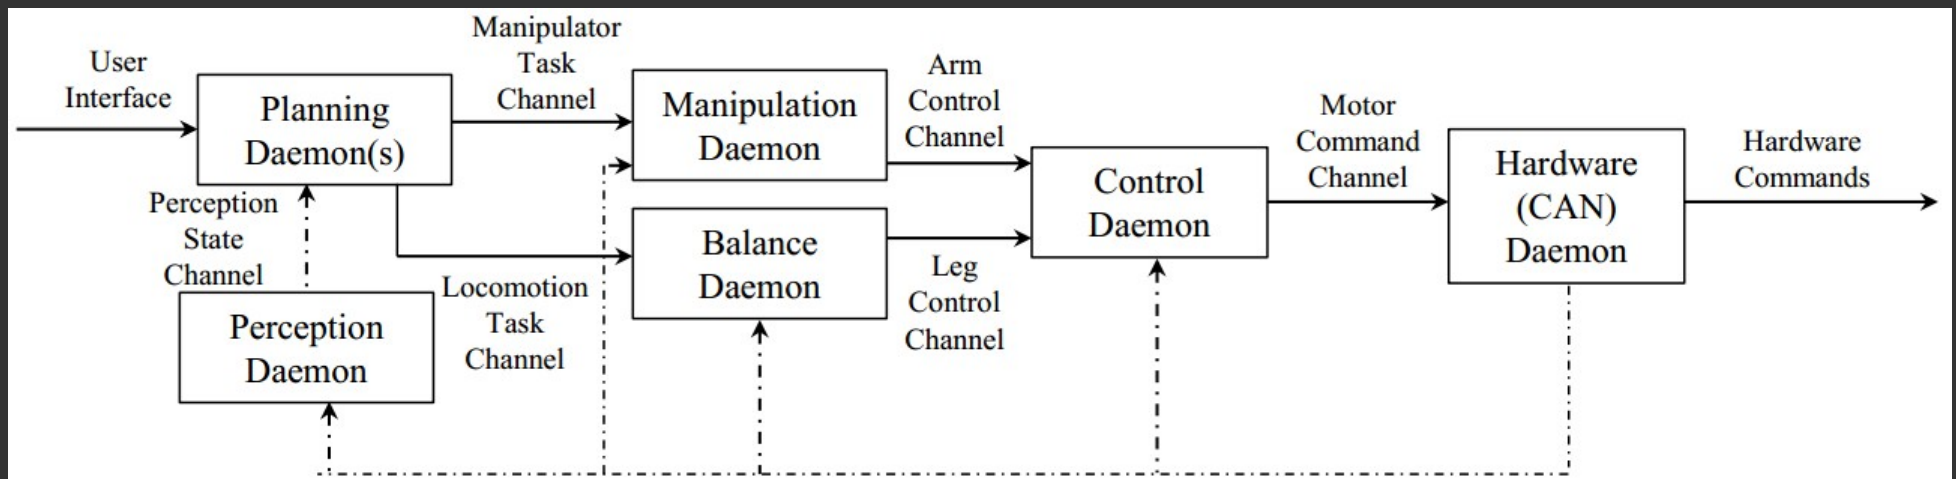 User
Interface
Planning
Daemon(s)
Manipulator
Task
Channel
Manipulation
Daemon
Arm
Control
Channel
Perception
State
Channel
Perception
Daemon
Locomotion
Task
Channel
Balance
Daemon
Leg
Control
Channel
Control
Daemon
Motor
Command
Channel
Hardware
(CAN)
Daemon
Hardware
Commands